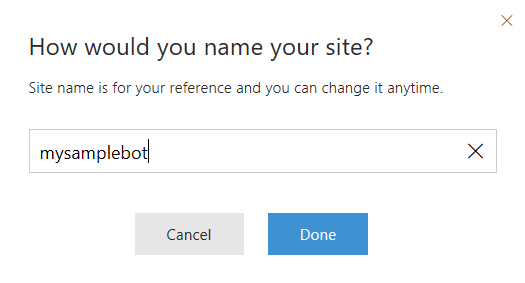 How would you name your site?
Site name is for your reference and you can change it anytime.
mysamplebot
Cancel
Done